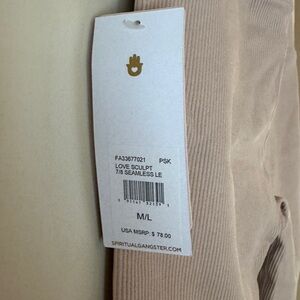 FA33677021 PSK
LOVE SCULPT
7/8 SEAMLESS LE
M/L
USA MSRP: $ 78.00
SPIRITUALGANGSTER.COM